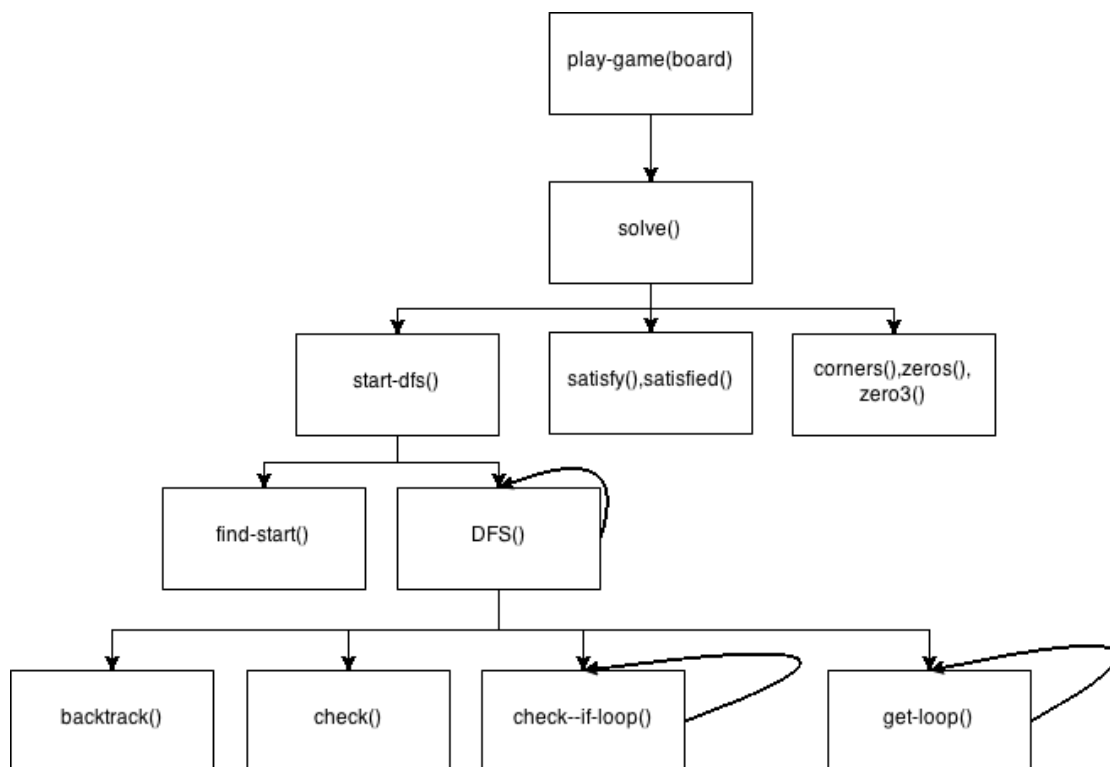 play-game(board)
solve()
start-dfs()
satisfy(),satisfied()
corners(),zeros(),
zero3()
find-start()
DFS()
backtrack()
check()
check--if-loop()
get-loop()